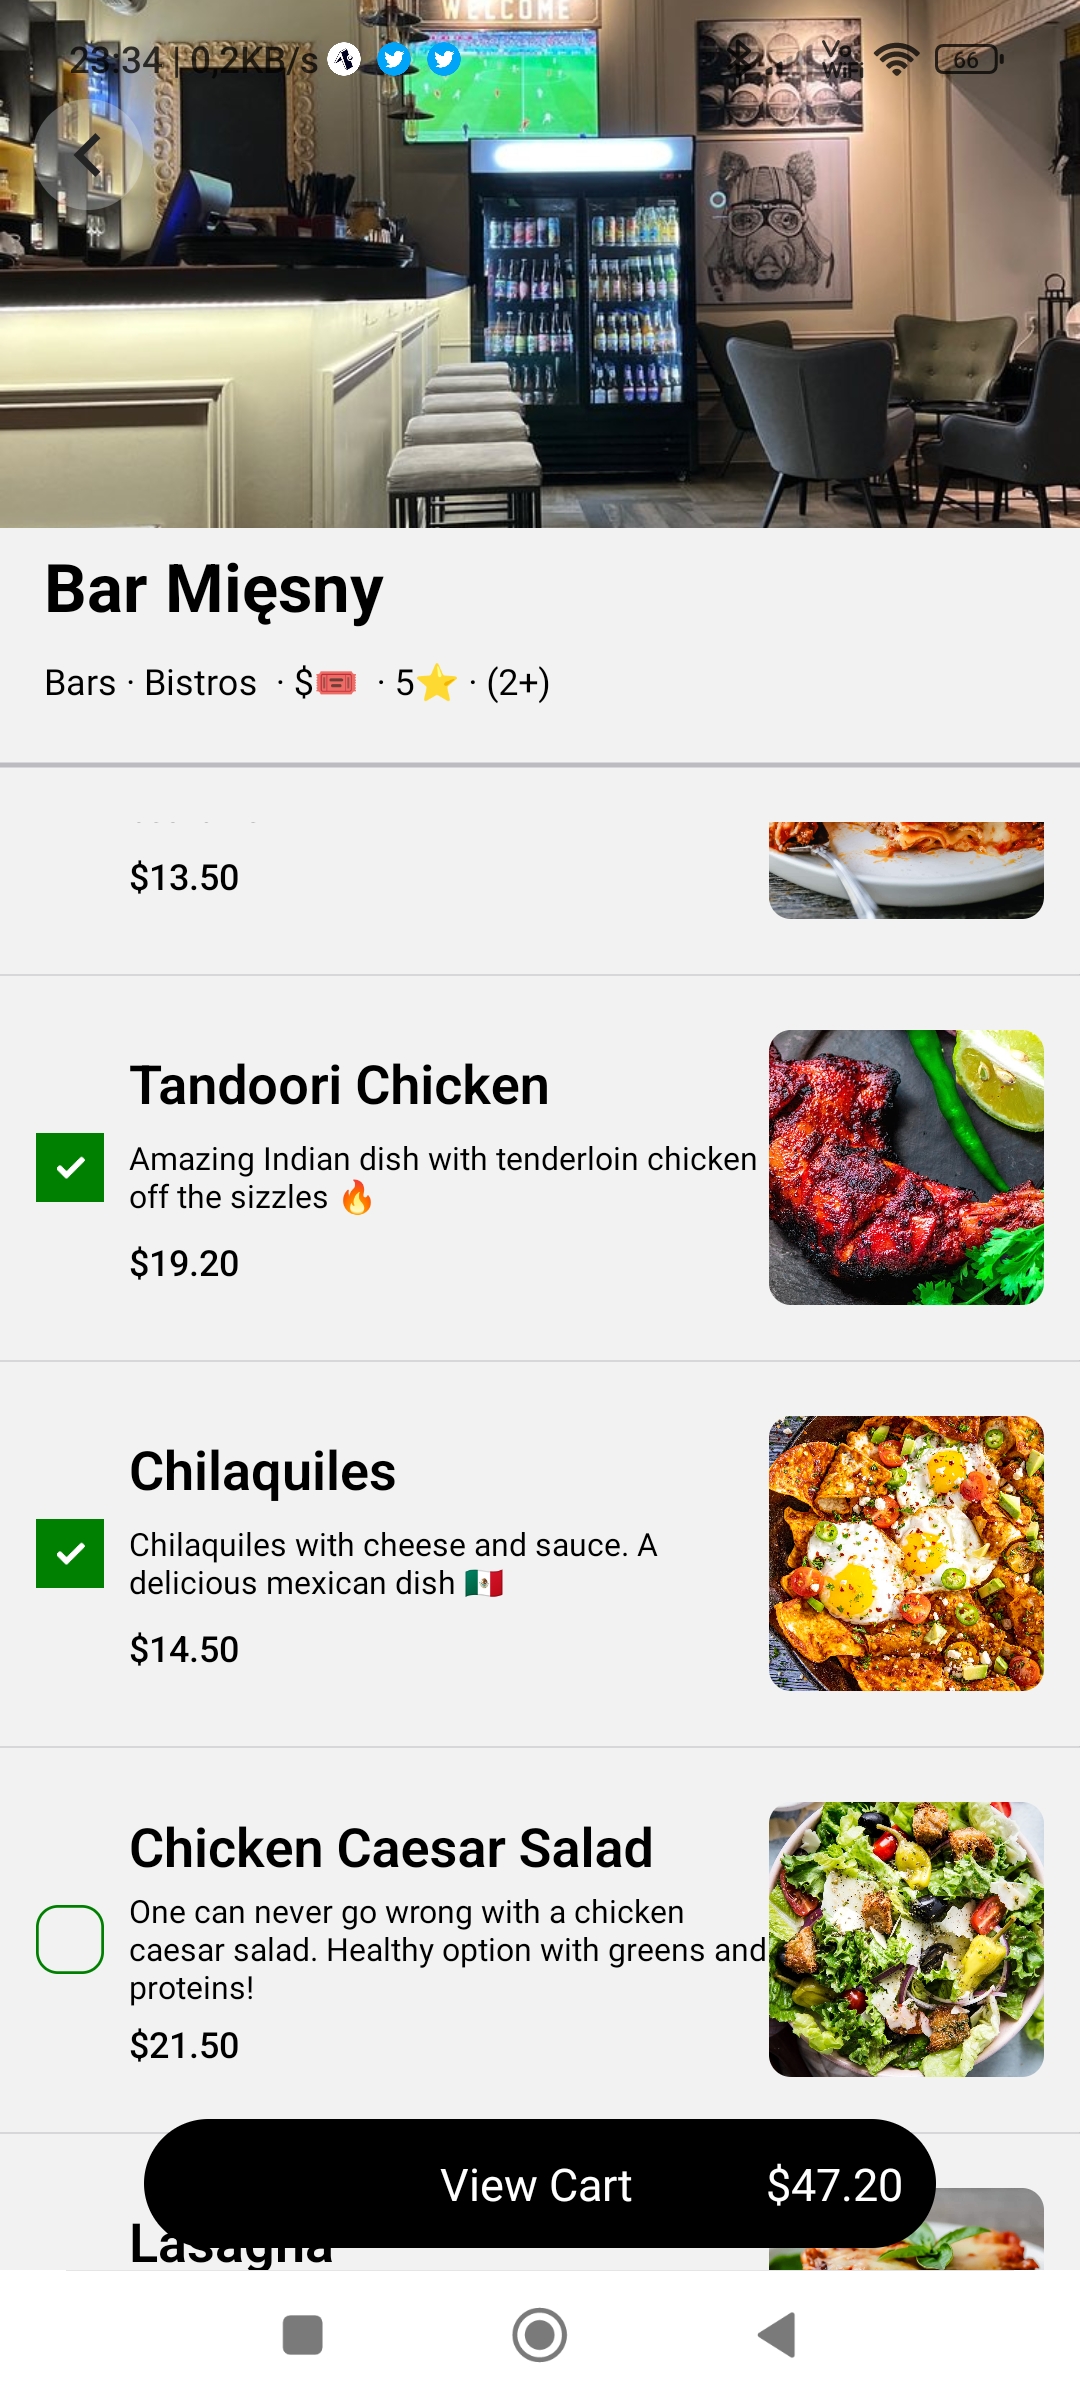 WELCOME
23:34 | 0,2KB/s
Vo
WiFi
66
Bar Mięsny
Bars · Bistros · $🎟️ · 5⭐ · (2+)
$13.50
Tandoori Chicken
Amazing Indian dish with tenderloin chicken
off the sizzles 🔥
$19.20
Chilaquiles
Chilaquiles with cheese and sauce. A
delicious mexican dish 🇲🇽
$14.50
Chicken Caesar Salad
One can never go wrong with a chicken
caesar salad. Healthy option with greens and
proteins!
$21.50
View Cart $47.20
Lasagna